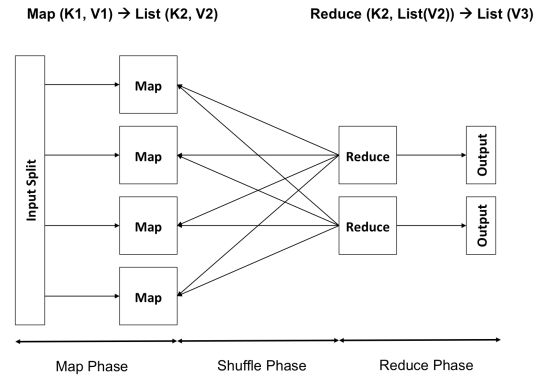 Map (K1, V1) → List (K2, V2)
Reduce (K2, List(V2)) → List (V3)
Input Split
Map
Map
Map
Map
Reduce
Reduce
Output
Output
Map Phase
Shuffle Phase
Reduce Phase